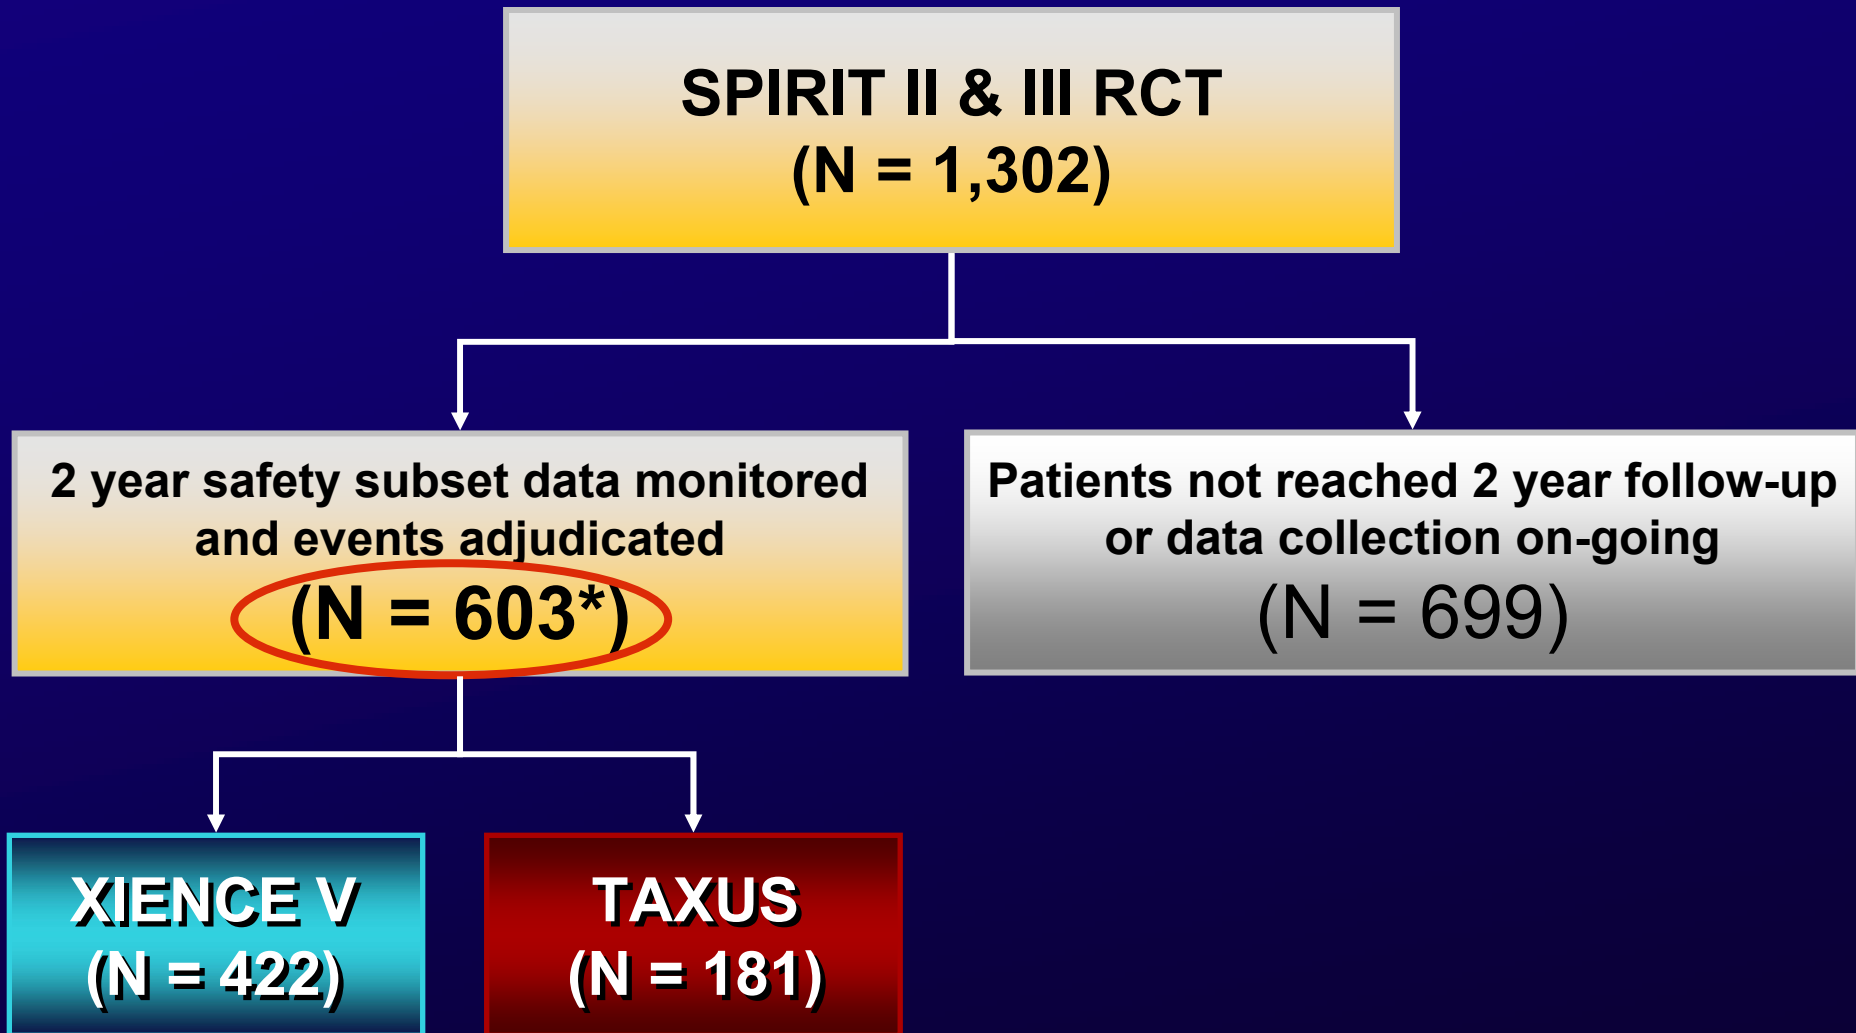 SPIRIT II & III RCT
(N = 1,302)
2 year safety subset data monitored
and events adjudicated
(N = 603*)
Patients not reached 2 year follow-up
or data collection on-going
(N = 699)
XIENCE V
(N = 422)
TAXUS
(N = 181)